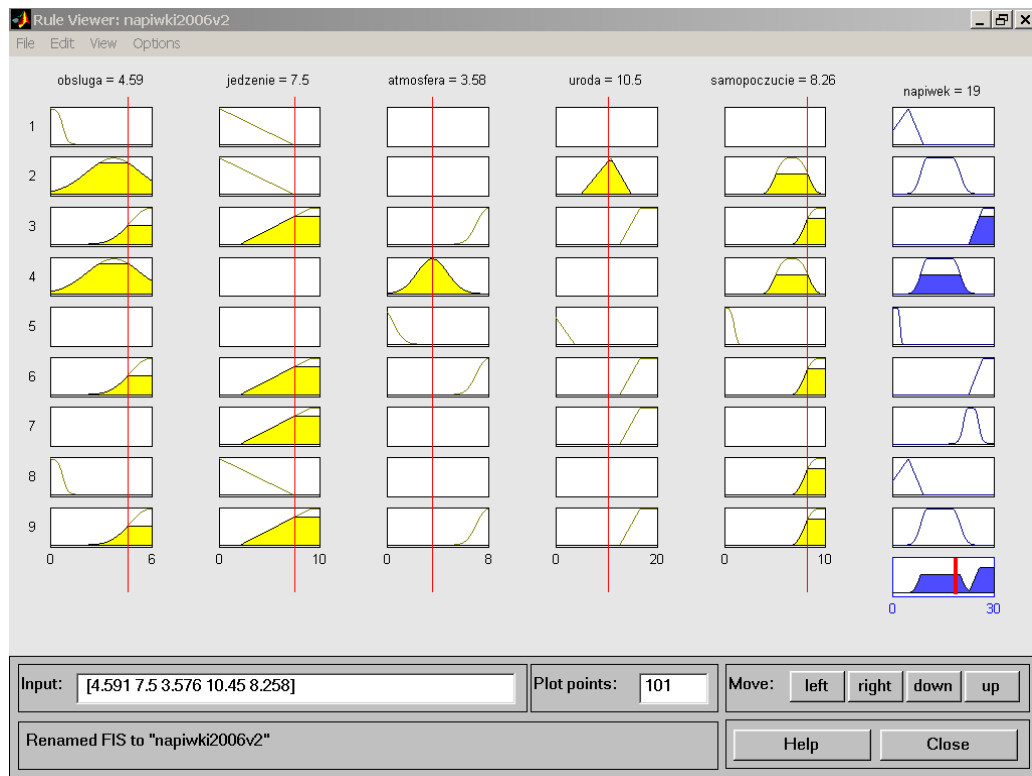 Rule Viewer: napiwki2006v2
File Edit View Options
obsluga = 4.59 jedzenie = 7.5 atmosfera = 3.58 uroda = 10.5 samopoczucie = 8.26 napiwek = 19
1
2
3
4
5
6
7
8
9
0 6 0 10 0 8 0 20 0 10
0 30
Input: [4.591 7.5 3.576 10.45 8.258] Plot points: 101 Move: left right down up
Renamed FIS to "napiwki2006v2" Help Close